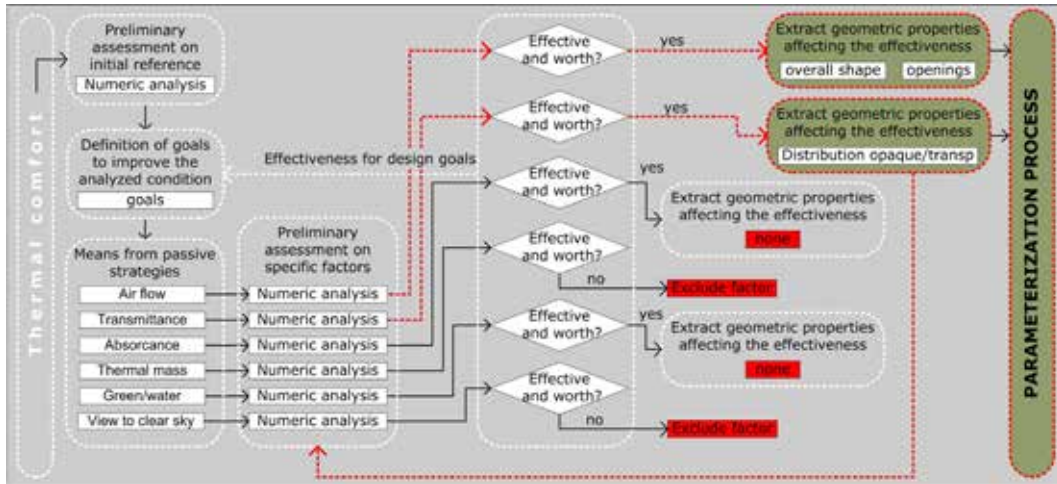 Thermal comfort
Preliminary
assessment on
initial reference
Numeric analysis
Definition of goals
to improve the
analyzed condition
goals
Means from passive
strategies
Air flow
Transmittance
Absorcance
Thermal mass
Green/water
View to clear sky
Effectiveness for design goals
Preliminary
assessment on
specific factors
Numeric analysis
Numeric analysis
Numeric analysis
Numeric analysis
Numeric analysis
Numeric analysis
Effective
and worth?
yes
Extract geometric properties
affecting the effectiveness
overall shape openings
Effective
and worth?
yes
Extract geometric properties
affecting the effectiveness
Distribution opaque/transp
Effective
and worth?
yes
Extract geometric properties
affecting the effectiveness
none
Effective
and worth?
no
Exclude factor
Effective
and worth?
yes
Extract geometric properties
affecting the effectiveness
none
Effective
and worth?
no
Exclude factor
PARAMETERIZATION PROCESS